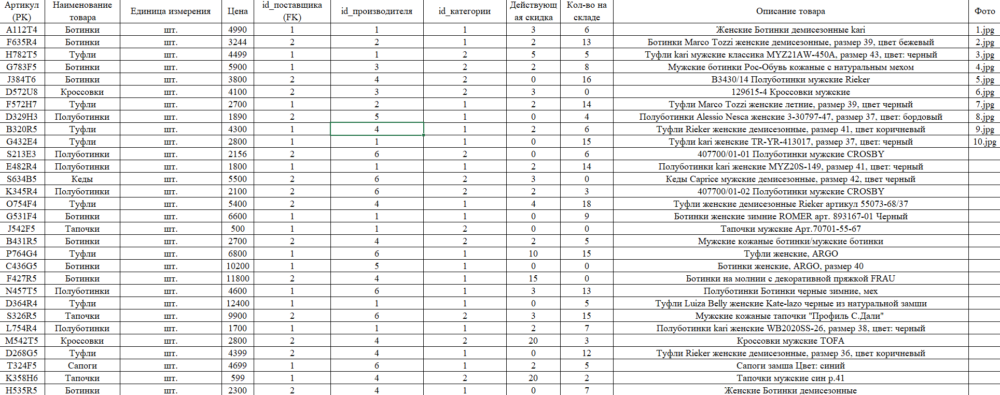 Артикул (PK) Наименование товара Единица измерения Цена id_поставщика (FK) id_производителя id_категории Действующая скидка Кол-во на складе Описание товара Фото
A112T4 Ботинки шт. 4990 1 1 1 3 6 Женские Ботинки демисезонные kari 1.jpg
F635R4 Ботинки шт. 3244 2 2 1 2 13 Ботинки Marco Tozzi женские демисезонные, размер 39, цвет бежевый 2.jpg
H782T5 Туфли шт. 4499 1 1 2 5 5 Туфли kari мужские классика MYZ21AW-450A, размер 43, цвет: черный 3.jpg
G783F5 Ботинки шт. 5900 1 3 2 2 8 Мужские ботинки Рос-Обувь кожаные с натуральным мехом 4.jpg
J384T6 Ботинки шт. 3800 2 4 2 0 16 B3430/14 Полуботинки мужские Rieker 5.jpg
D572U8 Кроссовки шт. 4100 2 3 2 3 0 129615-4 Кроссовки мужские 6.jpg
F572H7 Туфли шт. 2700 1 2 1 2 14 Туфли Marco Tozzi женские летние, размер 39, цвет черный 7.jpg
D329H3 Полуботинки шт. 1890 2 5 1 0 4 Полуботинки Alessio Nesca женские 3-30797-47, размер 37, цвет: бордовый 8.jpg
B320R5 Туфли шт. 4300 1 4 1 2 6 Туфли Rieker женские демисезонные, размер 41, цвет коричневый 9.jpg
G432E4 Туфли шт. 2800 1 1 1 0 15 Туфли kari женские TR-YR-413017, размер 37, цвет: черный 10.jpg
S213E3 Полуботинки шт. 2156 2 6 2 0 6 407700/01-01 Полуботинки мужские CROSBY
E482R4 Полуботинки шт. 1800 1 1 1 2 14 Полуботинки kari женские MYZ20S-149, размер 41, цвет: черный
S634B5 Кеды шт. 5500 2 6 2 3 0 Кеды Caprice мужские демисезонные, размер 42, цвет черный
K345R4 Полуботинки шт. 2100 2 6 2 2 3 407700/01-02 Полуботинки мужские CROSBY
O754F4 Туфли шт. 5400 2 4 1 4 18 Туфли женские демисезонные Rieker артикул 55073-68/37
G531F4 Ботинки шт. 6600 1 1 1 0 9 Ботинки женские зимние ROMER арт. 893167-01 Черный
J542F5 Тапочки шт. 500 1 1 2 0 0 Тапочки мужские Арт.70701-55-67
B431R5 Ботинки шт. 2700 2 4 2 2 5 Мужские кожаные ботинки/мужские ботинки
P764G4 Туфли шт. 6800 1 6 1 10 15 Туфли женские, ARGO
C436G5 Ботинки шт. 10200 1 5 1 0 0 Ботинки женские, ARGO, размер 40
F427R5 Ботинки шт. 11800 2 4 1 15 0 Ботинки на молнии с декоративной пряжкой FRAU
N457T5 Полуботинки шт. 4600 1 6 1 3 13 Полуботинки Ботинки черные зимние, мех
D364R4 Туфли шт. 12400 1 1 1 0 5 Туфли Luiza Belly женские Kate-lazo черные из натуральной замши
S326R5 Тапочки шт. 9900 2 6 2 3 15 Мужские кожаные тапочки "Профиль С.Дали"
L754R4 Полуботинки шт. 1700 1 1 1 2 7 Полуботинки kari женские WB2020SS-26, размер 38, цвет: черный
M542T5 Кроссовки шт. 2800 2 4 2 20 3 Кроссовки мужские TOFA
D268G5 Туфли шт. 4399 2 4 1 0 12 Туфли Rieker женские демисезонные, размер 36, цвет коричневый
T324F5 Сапоги шт. 4699 1 6 1 2 5 Сапоги замша Цвет: синий
K358H6 Тапочки шт. 599 1 4 2 20 2 Тапочки мужские син р.41
H535R5 Ботинки шт. 2300 2 4 1 0 7 Женские Ботинки демисезонные